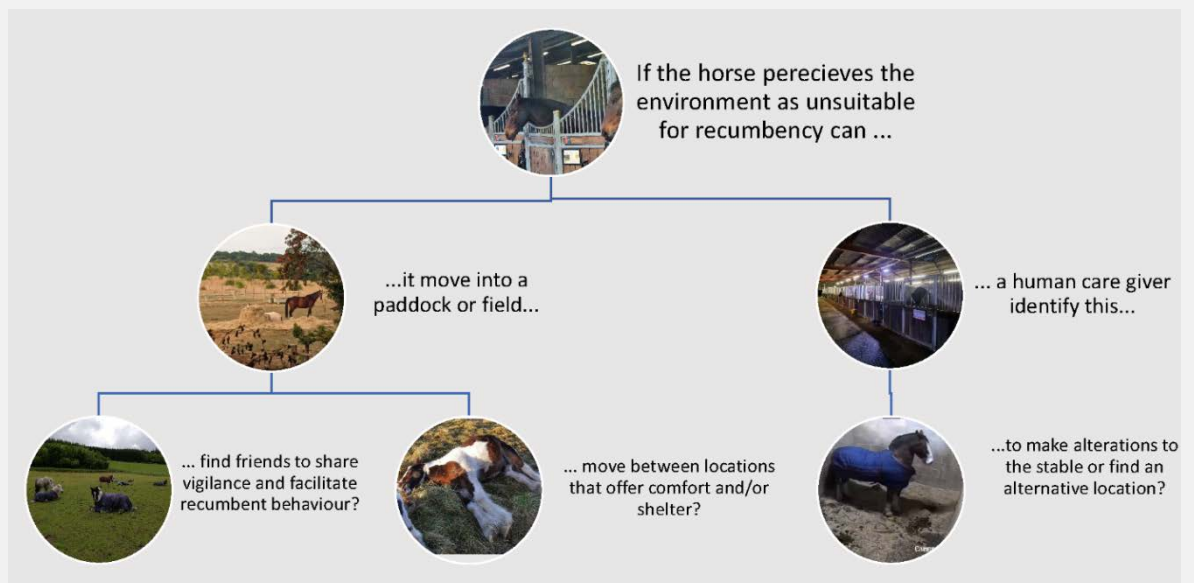 If the horse perecieves the
environment as unsuitable
for recumbency can ...
...it move into a
paddock or field...
... a human care giver
identify this...
... find friends to share
vigilance and facilitate
recumbent behaviour?
... move between locations
that offer comfort and/or
shelter?
...to make alterations to
the stable or find an
alternative location?